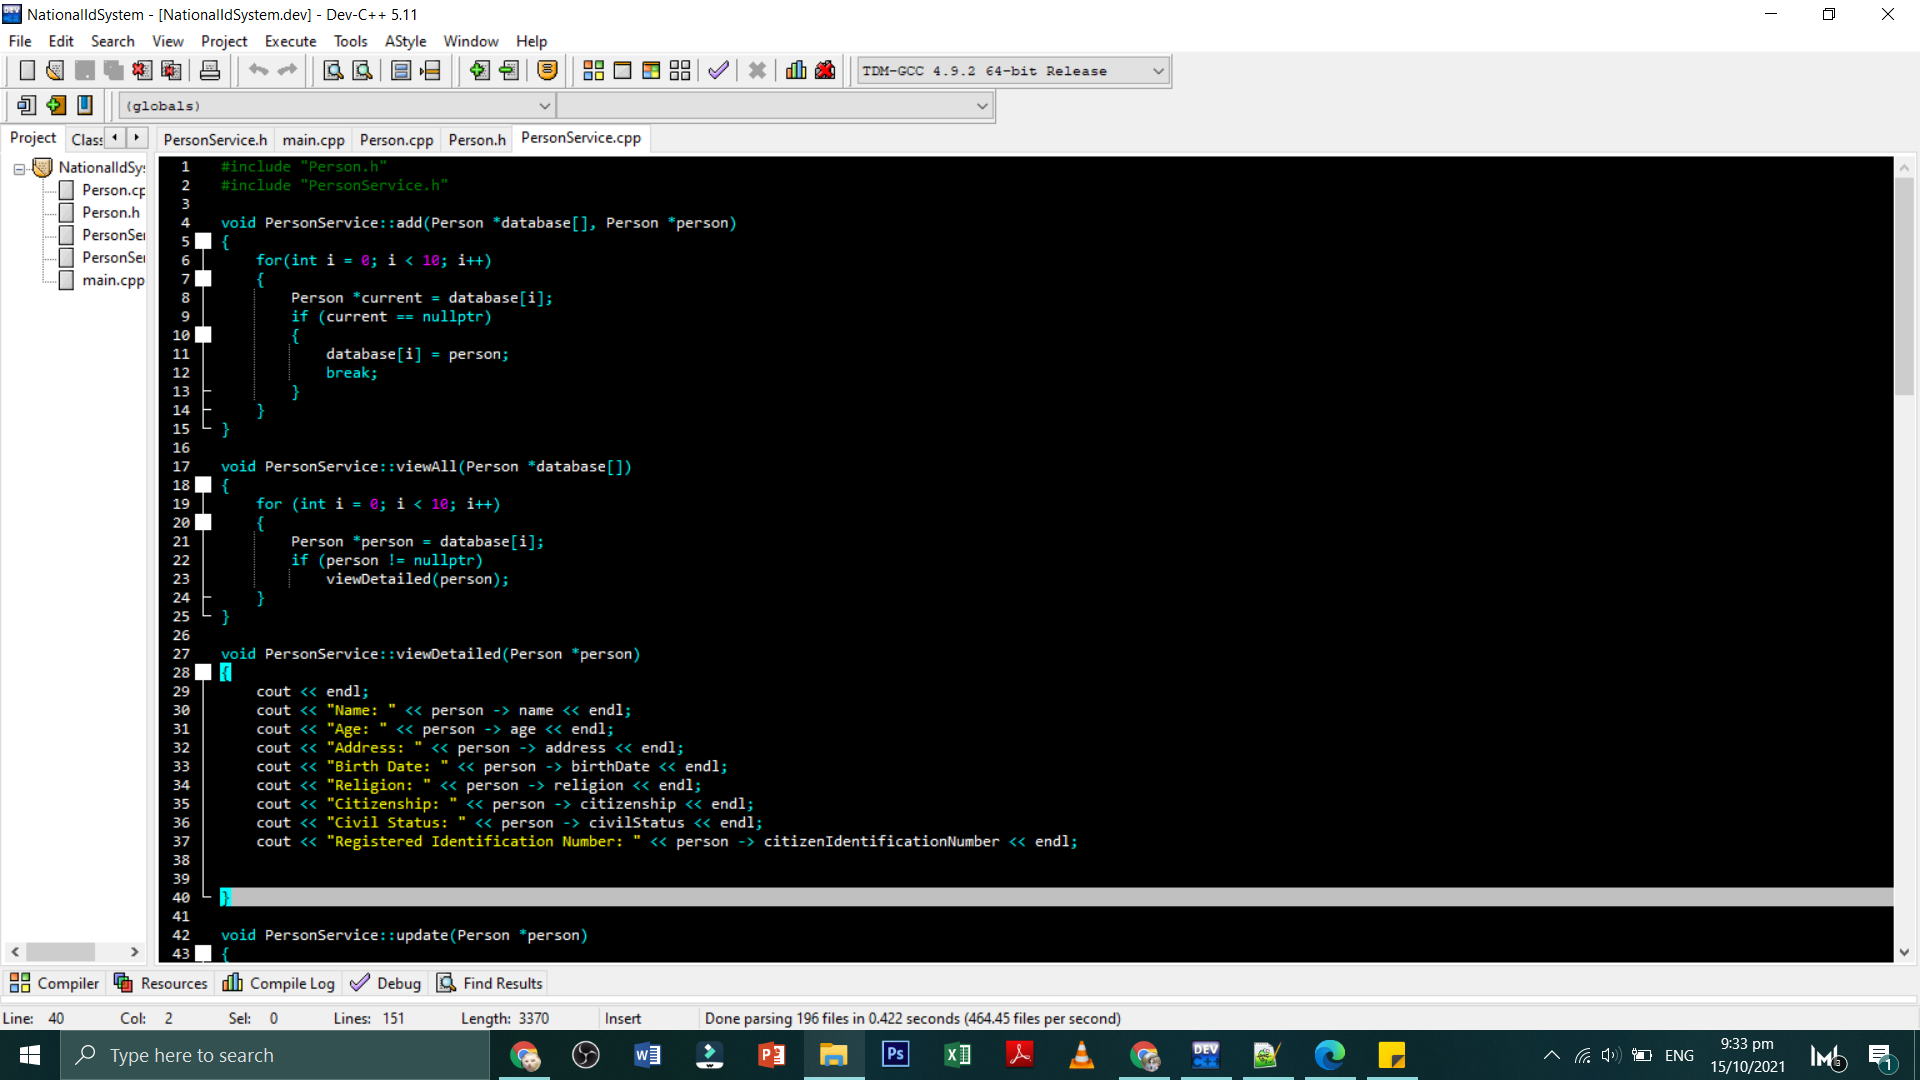 NationalIdSystem - [NationalIdSystem.dev] - Dev-C++ 5.11
File Edit Search View Project Execute Tools AStyle Window Help
TDM-GCC 4.9.2 64-bit Release
(globals)
Project Clas
PersonService.h main.cpp Person.cpp Person.h PersonService.cpp
NationalIdSy
Person.cp
Person.h
PersonSer
PersonSer
main.cpp
1 #include "Person.h"
2 #include "PersonService.h"
3
4 void PersonService::add(Person *database[], Person *person)
5 {
6 for(int i = 0; i < 10; i++)
7 {
8 Person *current = database[i];
9 if (current == nullptr)
10 {
11 database[i] = person;
12 break;
13 }
14 }
15 }
16
17 void PersonService::viewAll(Person *database[])
18 {
19 for (int i = 0; i < 10; i++)
20 {
21 Person *person = database[i];
22 if (person != nullptr)
23 viewDetailed(person);
24 }
25 }
26
27 void PersonService::viewDetailed(Person *person)
28 {
29 cout << endl;
30 cout << "Name: " << person -> name << endl;
31 cout << "Age: " << person -> age << endl;
32 cout << "Address: " << person -> address << endl;
33 cout << "Birth Date: " << person -> birthDate << endl;
34 cout << "Religion: " << person -> religion << endl;
35 cout << "Citizenship: " << person -> citizenship << endl;
36 cout << "Civil Status: " << person -> civilStatus << endl;
37 cout << "Registered Identification Number: " << person -> citizenIdentificationNumber << endl;
38
39
40 }
41
42 void PersonService::update(Person *person)
43 {
Compiler Resources Compile Log Debug Find Results
Line: 40 Col: 2 Sel: 0 Lines: 151 Length: 3370 Insert Done parsing 196 files in 0.422 seconds (464.45 files per second)
Type here to search
ENG
9:33 pm
15/10/2021
3
1